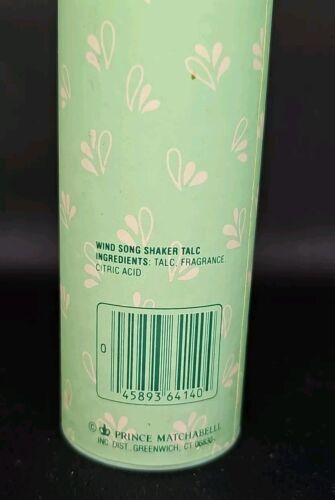 WIND SONG SHAKER TALC
INGREDIENTS: TALC, FRAGRANCE
CITRIC ACID
0
45893 64140
© PRINCE MATCHABELLI
INC. DIST. GREENWICH, CT 06830-